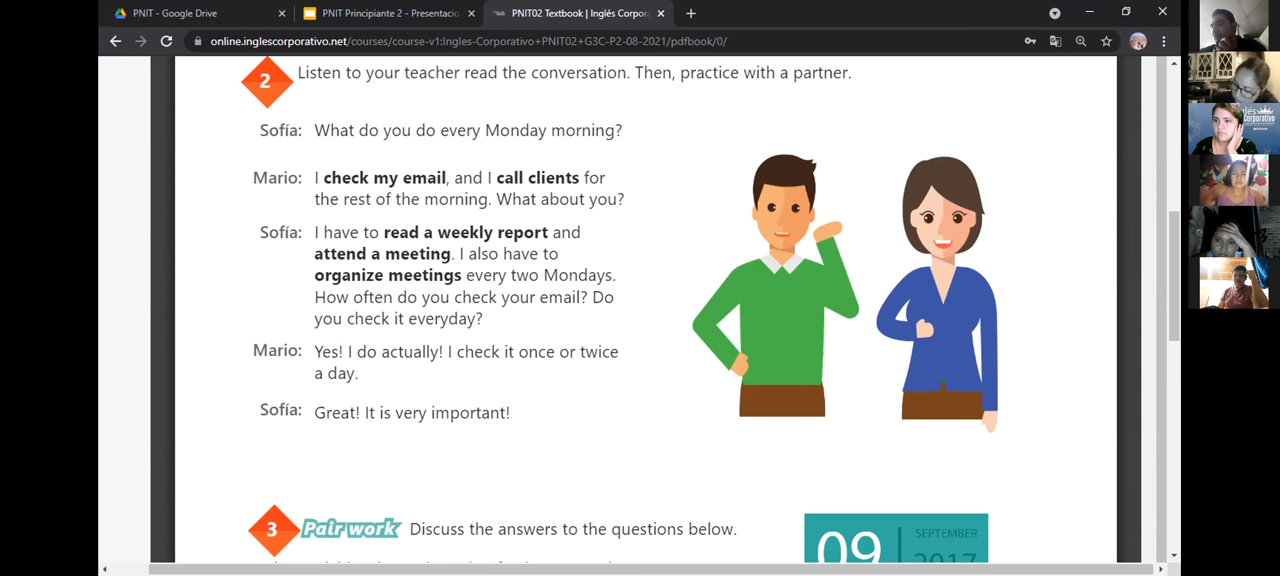 PNIT - Google Drive
PNIT Principiante 2 - Presentacio
PNIT02 Textbook | Inglés Corpor
online.inglescorporativo.net/courses/course-v1:Ingles-Corporativo+PNIT02+G3C-P2-08-2021/pdfbook/0/
2 Listen to your teacher read the conversation. Then, practice with a partner.
Sofía: What do you do every Monday morning?
Mario: I check my email, and I call clients for
the rest of the morning. What about you?
Sofía: I have to read a weekly report and
attend a meeting. I also have to
organize meetings every two Mondays.
How often do you check your email? Do
you check it everyday?
Mario: Yes! I do actually! I check it once or twice
a day.
Sofía: Great! It is very important!
3 Pair work Discuss the answers to the questions below.
09 SEPTEMBER
2017